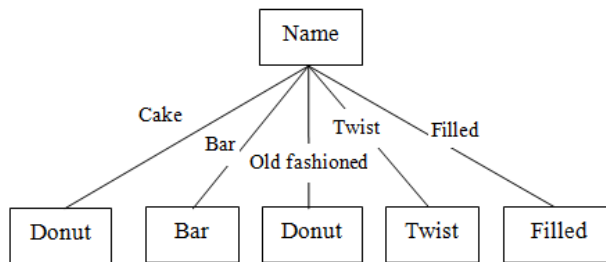 Name
Cake
Bar
Old fashioned
Twist
Filled
Donut
Bar
Donut
Twist
Filled